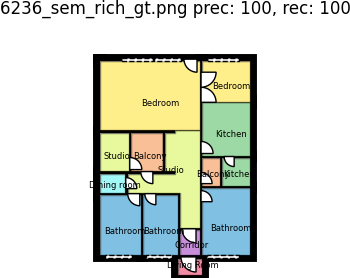 6236_sem_rich_gt.png prec: 100, rec: 100
Bedroom
Bedroom
Kitchen
Studio
Balcony
Studio
Balcony
Kitche
Dining room
Bathroom
Bathroom
Bathroom
Corridor
Living Room